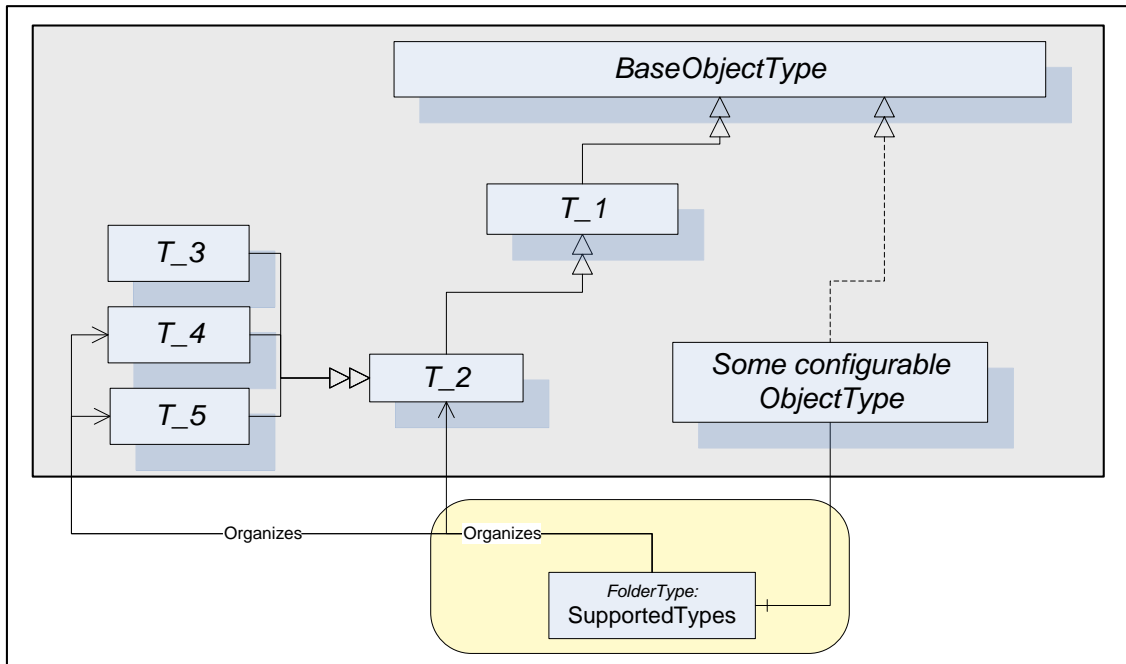 BaseObjectType
T_1
T_3
T_4
T_2
Some configurable
ObjectType
T_5
Organizes
Organizes
FolderType:
SupportedTypes